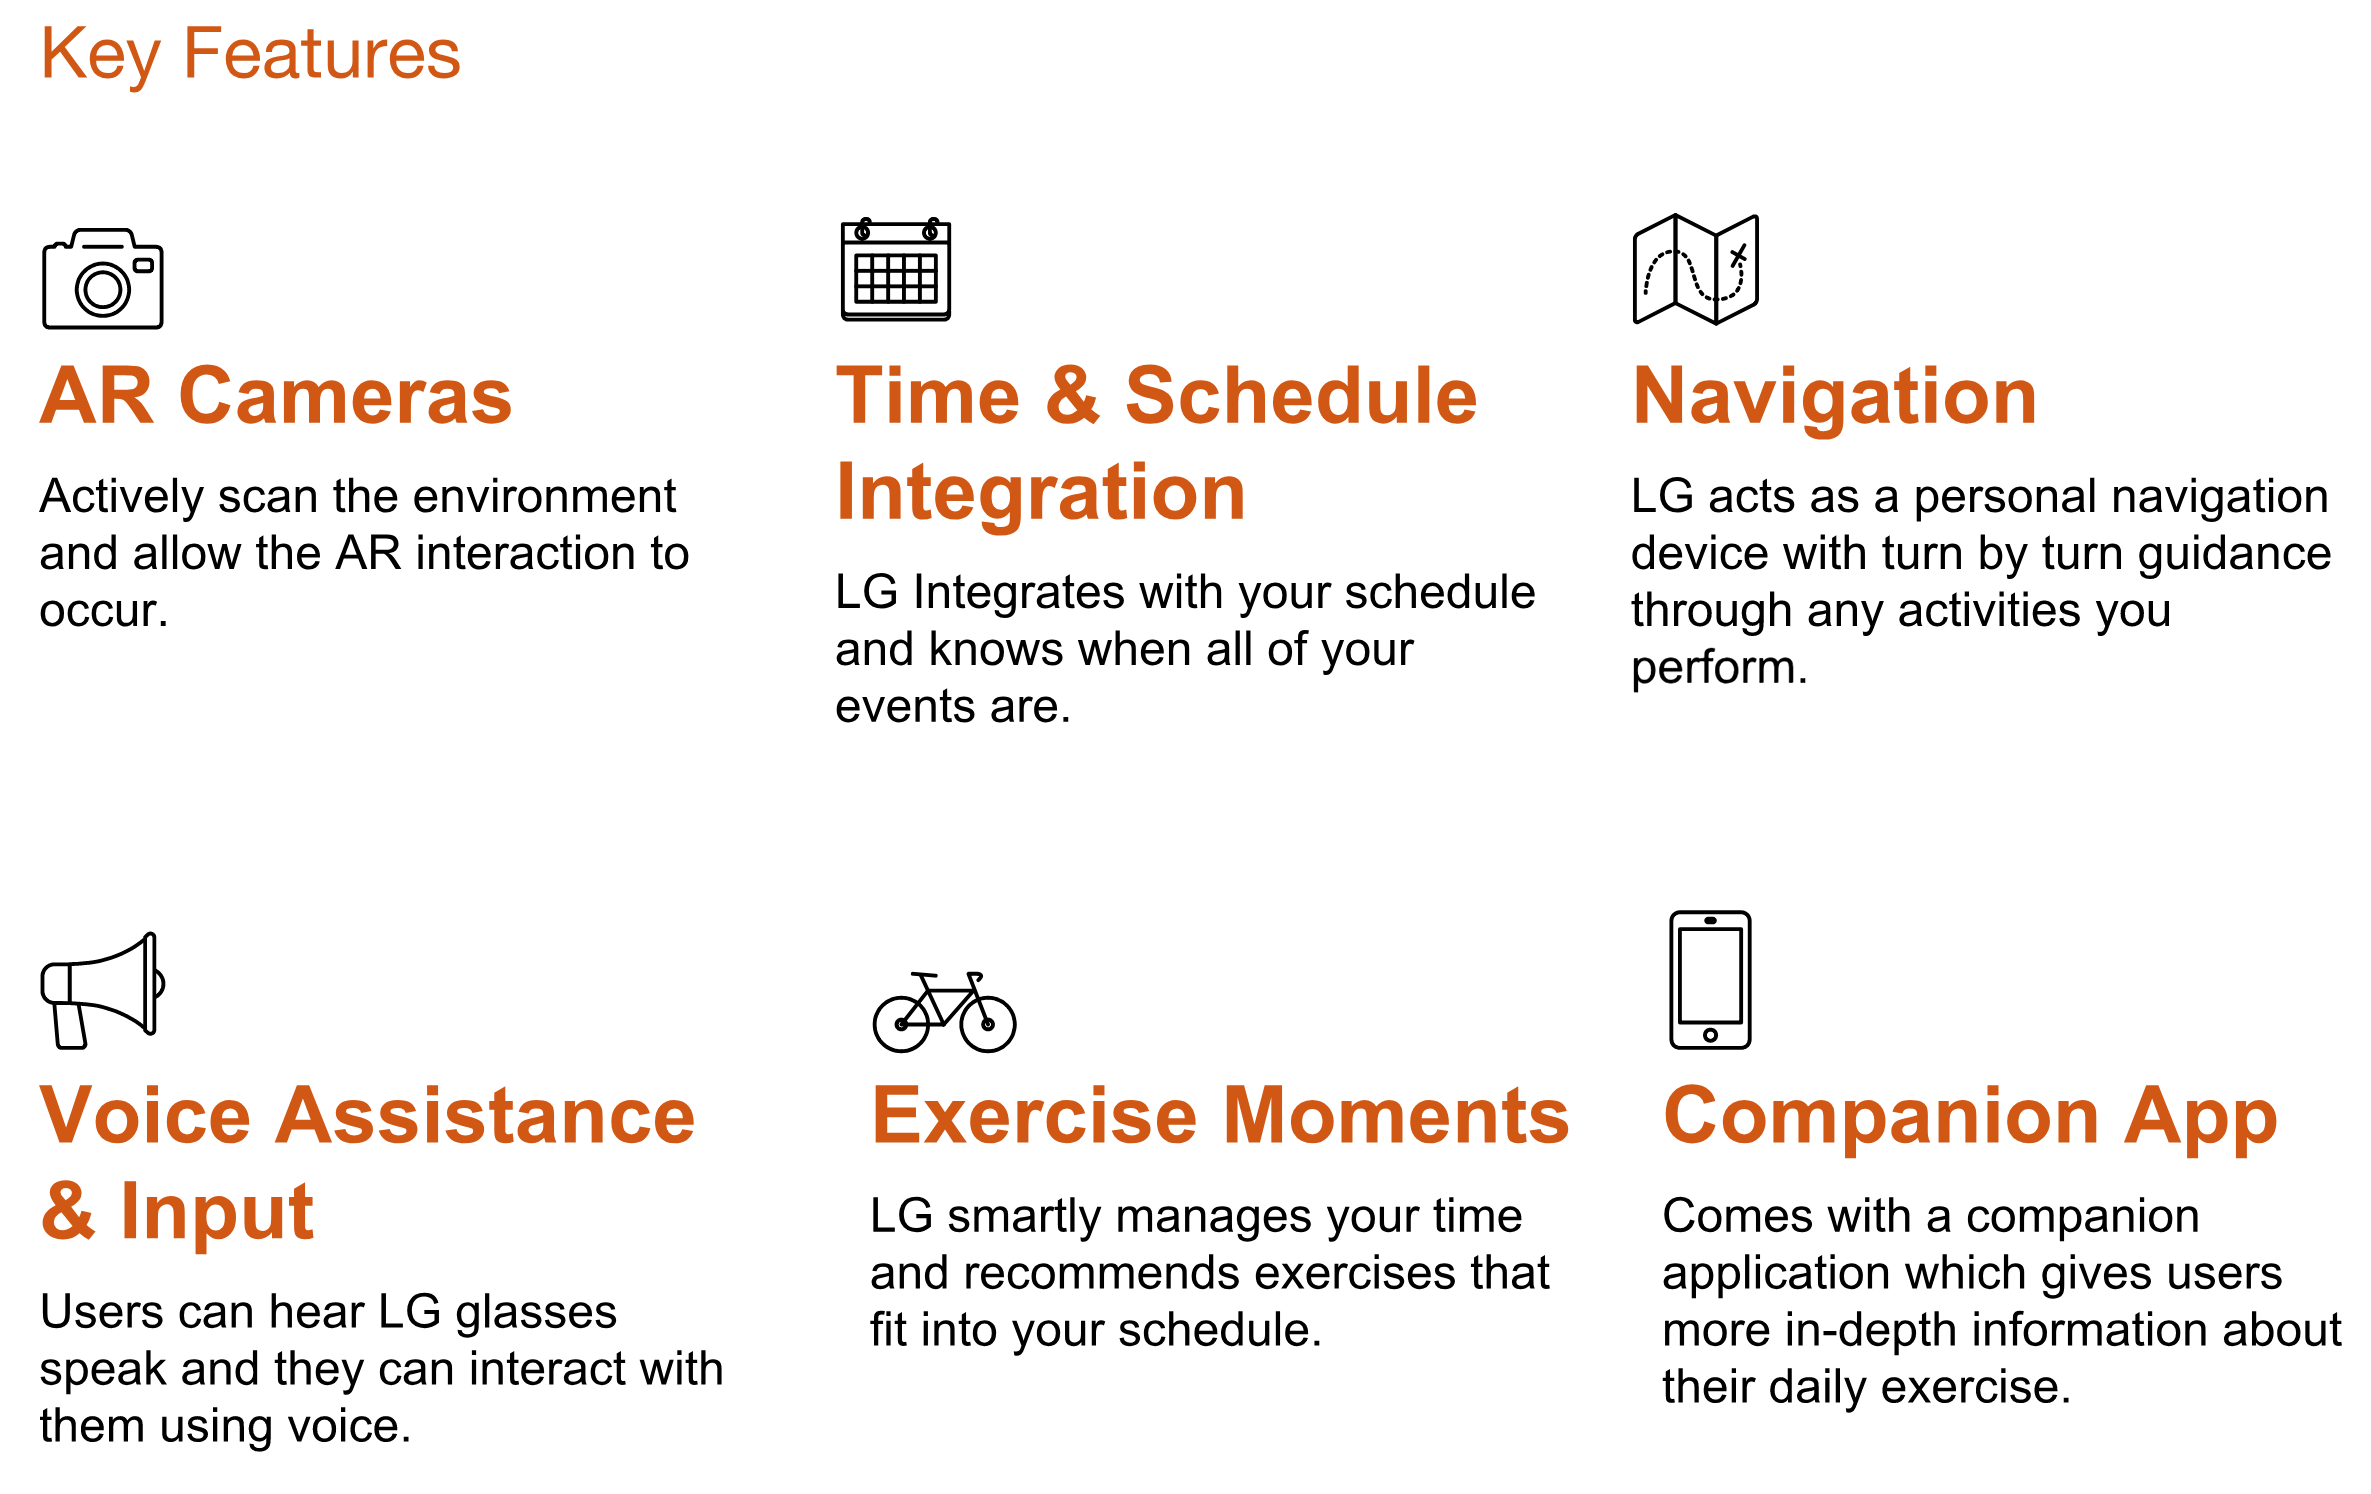 Key Features
AR Cameras
Actively scan the environment
and allow the AR interaction to
occur.
Time & Schedule
Integration
LG Integrates with your schedule
and knows when all of your
events are.
Navigation
LG acts as a personal navigation
device with turn by turn guidance
through any activities you
perform.
Voice Assistance
& Input
Users can hear LG glasses
speak and they can interact with
them using voice.
Exercise Moments
LG smartly manages your time
and recommends exercises that
fit into your schedule.
Companion App
Comes with a companion
application which gives users
more in-depth information about
their daily exercise.